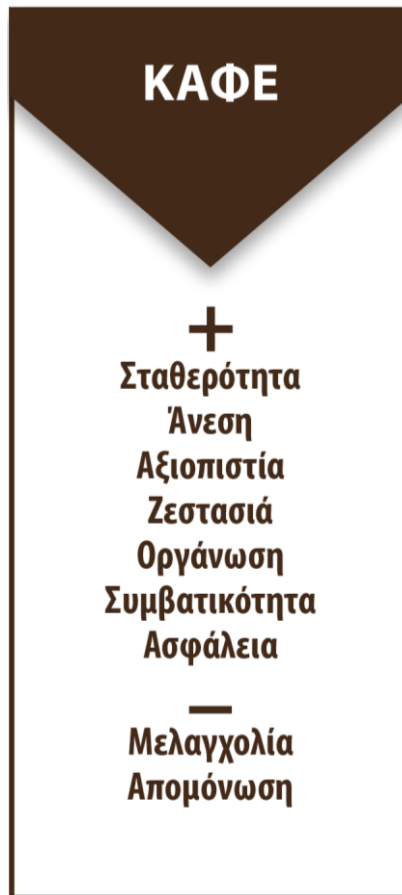 ΚΑΦΕ
+
Σταθερότητα
Άνεση
Αξιοπιστία
Ζεστασιά
Οργάνωση
Συμβατικότητα
Ασφάλεια
–
Μελαγχολία
Απομόνωση